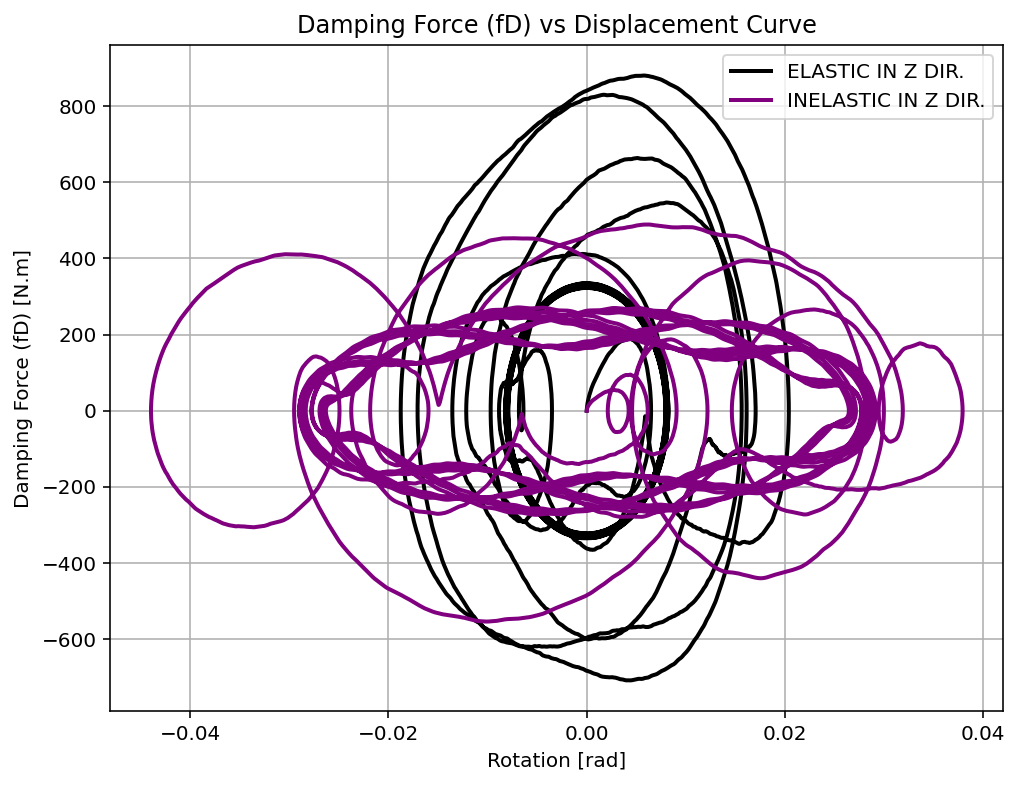 Damping Force (fD) vs Displacement Curve
ELASTIC IN Z DIR.
INELASTIC IN Z DIR.
Damping Force (fD) [N.m]
800
600
400
200
0
−200
−400
−600
−0.04 −0.02 0.00 0.02 0.04
Rotation [rad]